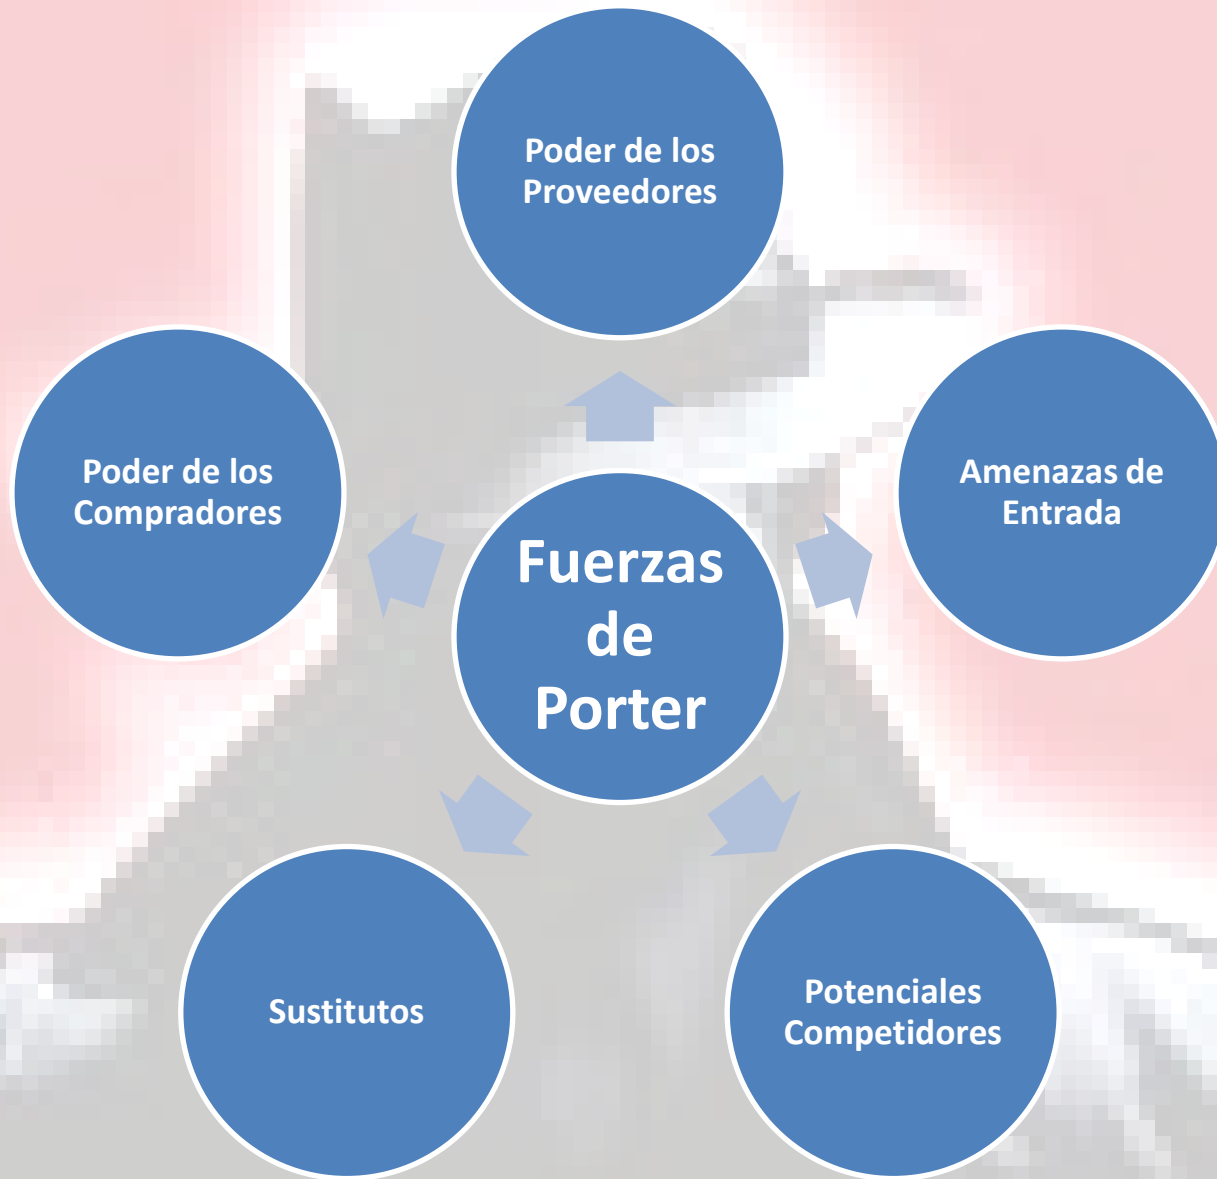 Poder de los
Proveedores
Poder de los
Compradores
Amenazas de
Entrada
Fuerzas
de
Porter
Sustitutos
Potenciales
Competidores